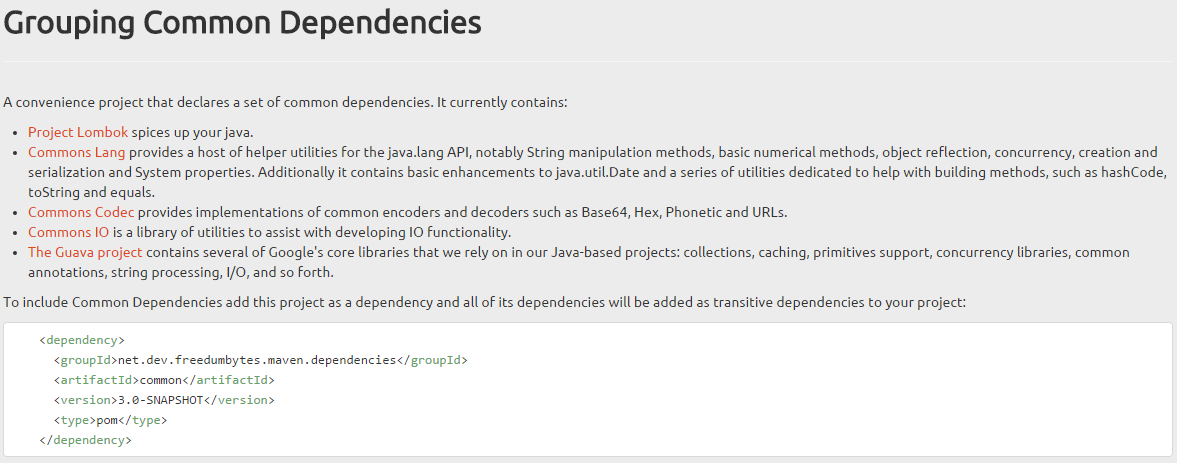 Grouping Common Dependencies
A convenience project that declares a set of common dependencies. It currently contains:
• Project Lombok spices up your java.
• Commons Lang provides a host of helper utilities for the java.lang API, notably String manipulation methods, basic numerical methods, object reflection, concurrency, creation and
serialization and System properties. Additionally it contains basic enhancements to java.util.Date and a series of utilities dedicated to help with building methods, such as hashCode,
toString and equals.
• Commons Codec provides implementations of common encoders and decoders such as Base64, Hex, Phonetic and URLs.
• Commons IO is a library of utilities to assist with developing IO functionality.
• The Guava project contains several of Google's core libraries that we rely on in our Java-based projects: collections, caching, primitives support, concurrency libraries, common
annotations, string processing, I/O, and so forth.
To include Common Dependencies add this project as a dependency and all of its dependencies will be added as transitive dependencies to your project:
<dependency>
<groupId>net.dev.freedumbytes.maven.dependencies</groupId>
<artifactId>common</artifactId>
<version>3.0-SNAPSHOT</version>
<type>pom</type>
</dependency>